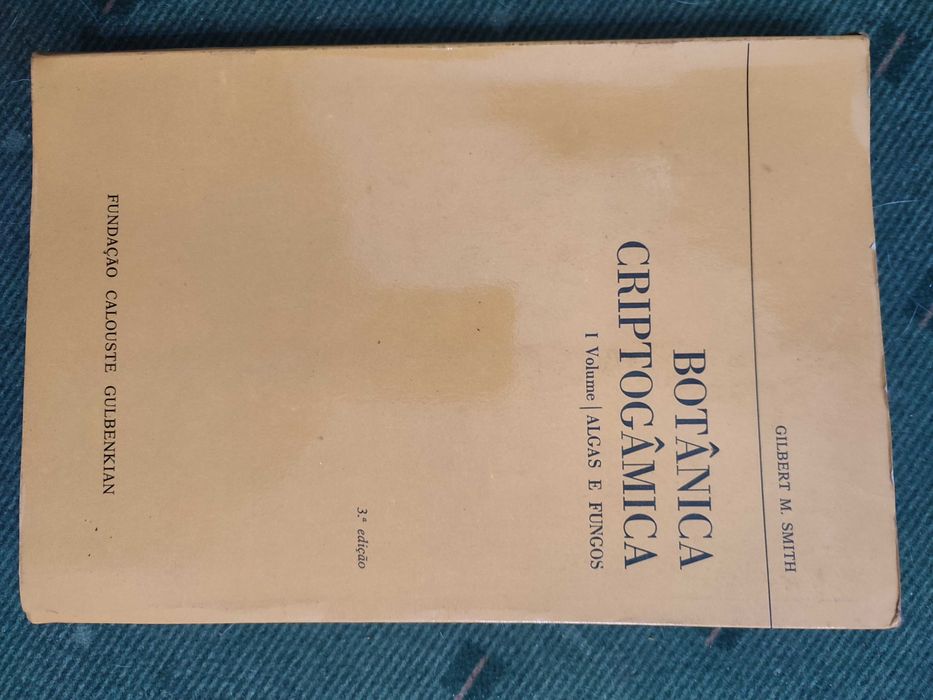 GILBERT M. SMITH
BOTÂNICA
CRIPTOGÂMICA
I Volume | ALGAS E FUNGOS
3.ª edição
FUNDAÇÃO CALOUSTE GULBENKIAN